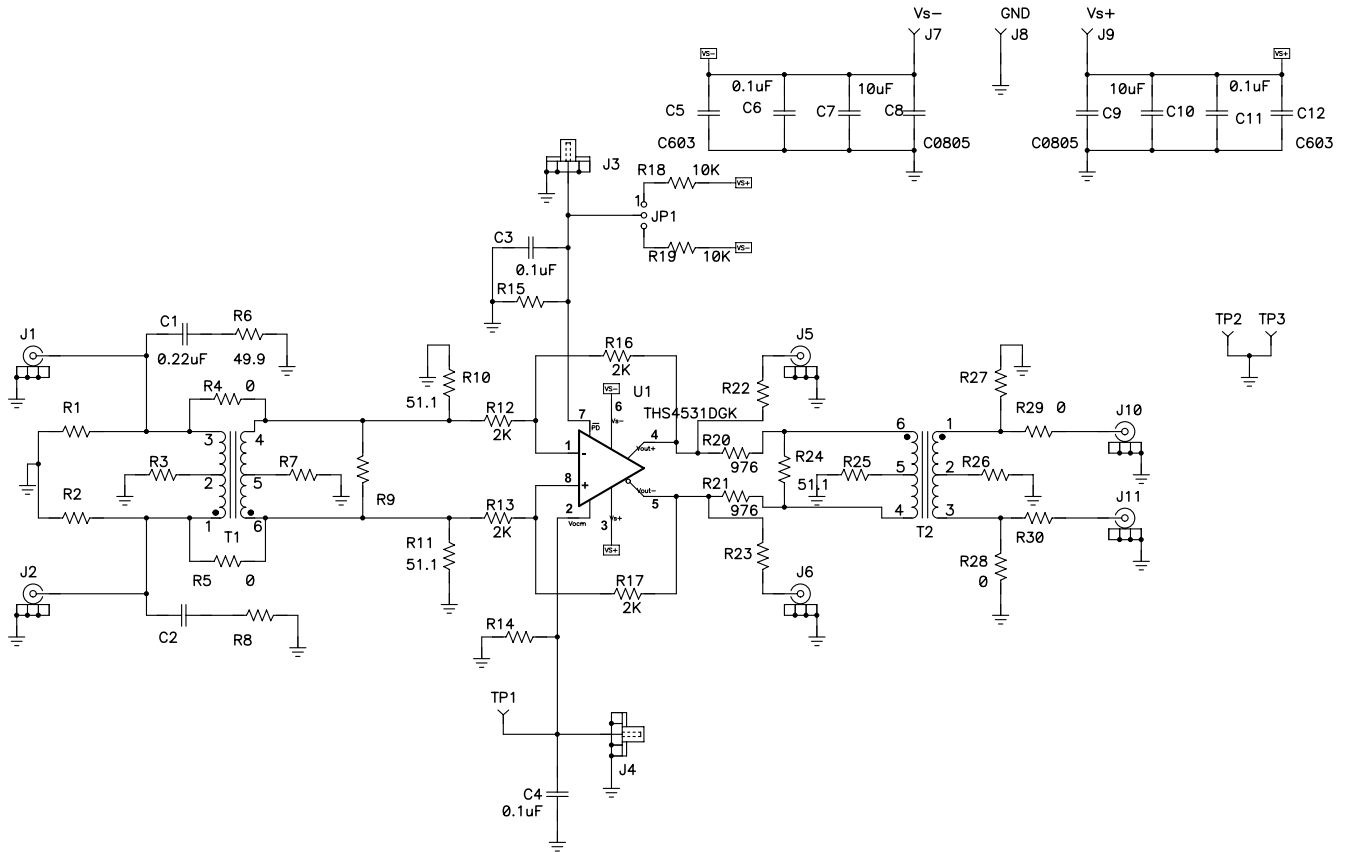 Vs- GND Vs+
J7 J8 J9
VS- VS+
0.1uF 10uF 10uF 0.1uF
C5 C6 C7 C8 C9 C10 C11 C12
C603 C0805 C0805 C603
J3
R18 10K VS+
1
JP1
R19 10K VS-
C3
0.1uF
R15
J1
C1 R6
0.22uF 49.9
R4 0
R1
R3
R2
3 4
2 5
1 6
T1
R7
R9
R5 0
J2
C2 R8
R10
51.1
R11
51.1
R12
2K
R13
2K
R16
2K
VS-
U1
THS4531DGK
7 6
PD Vs-
1 - 4
Vout+
8 +
Vout-
5
2 3
Vocm Vs+
VS+
R17
2K
R14
TP1
J4
C4
0.1uF
J5
R22
R20
976
R21
976
R23
J6
R24
51.1
R25
6 1
5 2
4 3
T2
R26
R27
R29 0
J10
J11
R30
R28
0
TP2 TP3